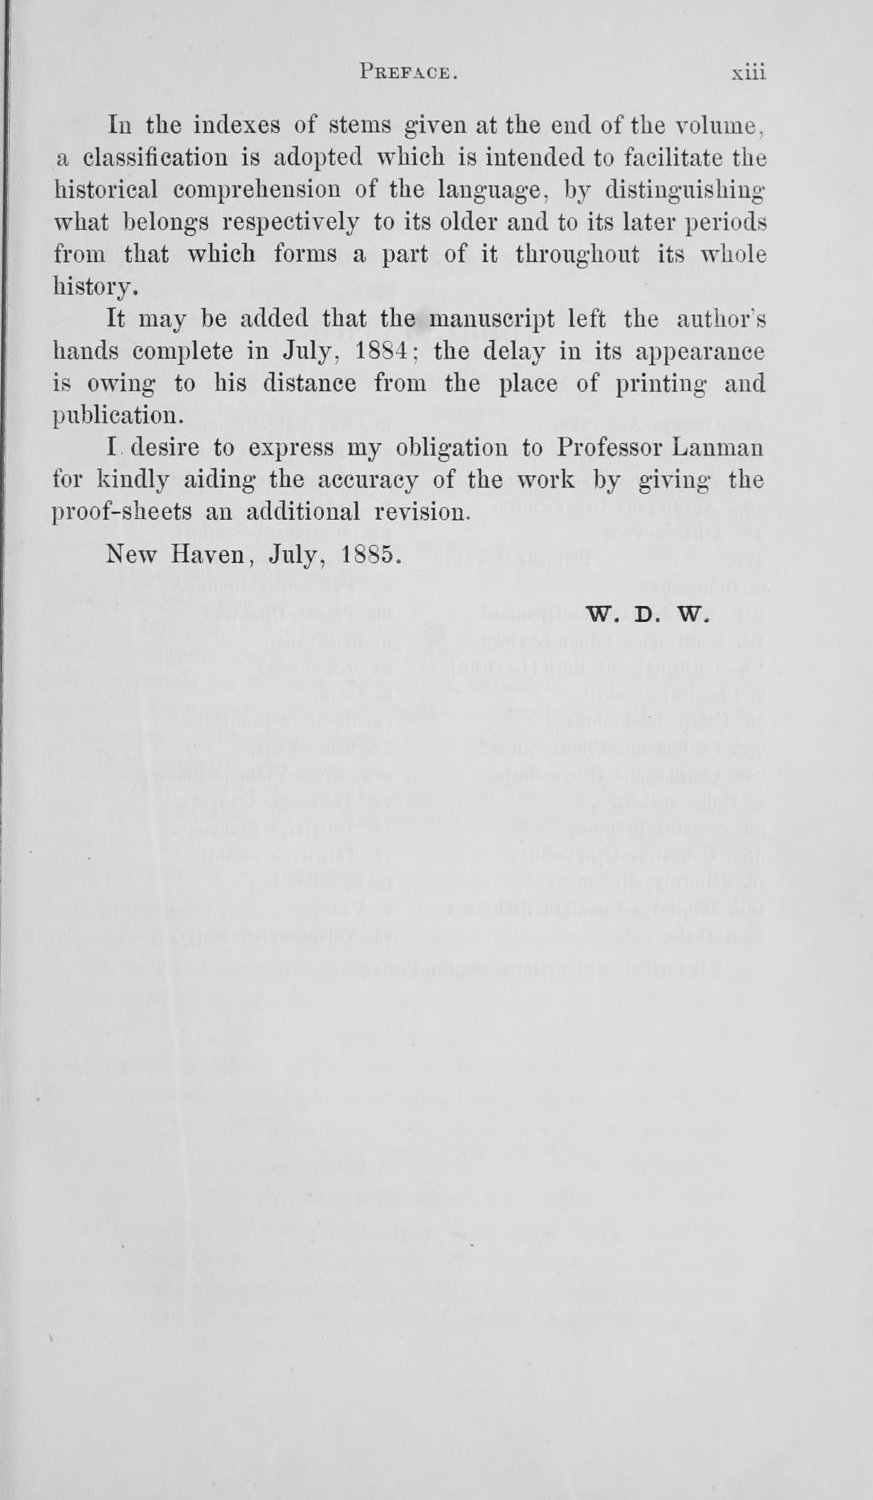 PREFACE. xiii
In the indexes of stems given at the end of the volume,
a classification is adopted which is intended to facilitate the
historical comprehension of the language, by distinguishing
what belongs respectively to its older and to its later periods
from that which forms a part of it throughout its whole
history.
It may be added that the manuscript left the author's
hands complete in July, 1884; the delay in its appearance
is owing to his distance from the place of printing and
publication.
I desire to express my obligation to Professor Lanman
for kindly aiding the accuracy of the work by giving the
proof-sheets an additional revision.
New Haven, July, 1885.
W. D. W.